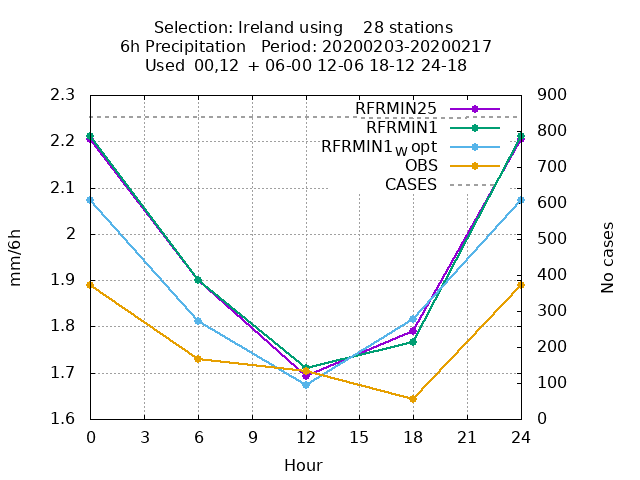 Selection: Ireland using    28 stations
6h Precipitation   Period: 20200203-20200217
Used  00,12  + 06-00 12-06 18-12 24-18
2.3
2.2
2.1
2
1.9
1.8
1.7
1.6
900
800
700
600
500
400
300
200
100
0
RFRMIN25
RFRMIN1
RFRMIN1w opt
OBS
CASES
mm/6h
No cases
0 3 6 9 12 15 18 21 24
Hour